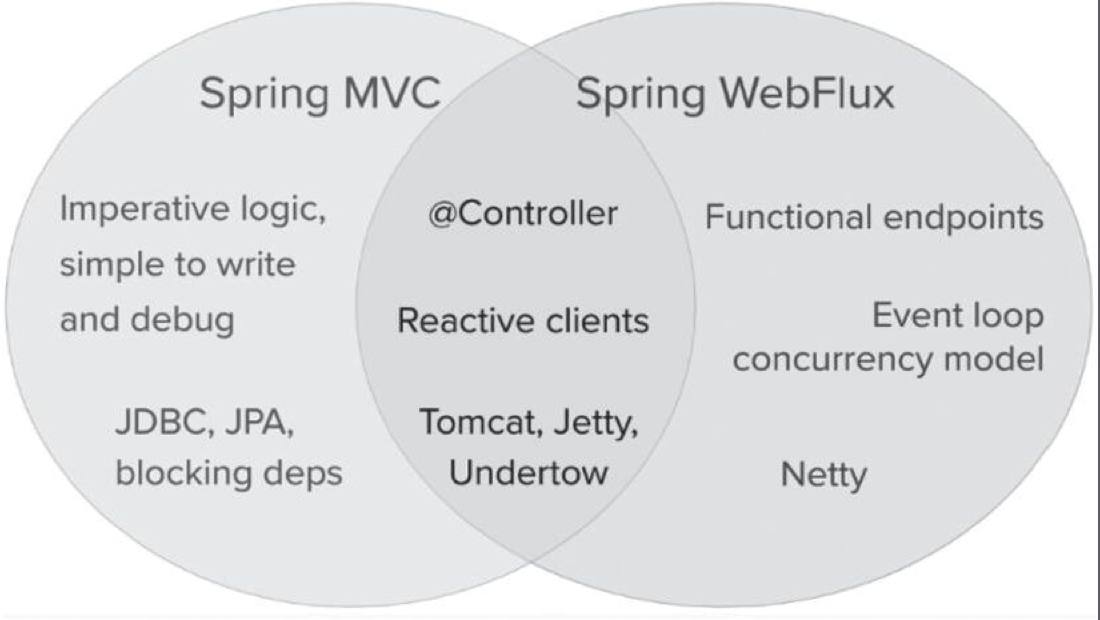 Spring MVC
Spring WebFlux
Imperative logic,
simple to write
and debug
JDBC, JPA,
blocking deps
@Controller
Reactive clients
Tomcat, Jetty,
Undertow
Functional endpoints
Event loop
concurrency model
Netty